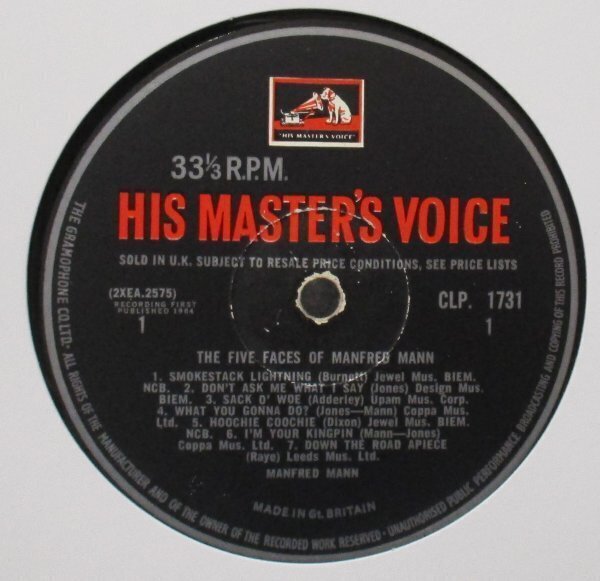 "HIS MASTER'S VOICE"
33⅓ R.P.M.
HIS MASTER'S VOICE
SOLD IN U.K. SUBJECT TO RESALE PRICE CONDITIONS, SEE PRICE LISTS
(2XEA.2575)
RECORDING FIRST
PUBLISHED 1964
1
CLP. 1731
1
THE FIVE FACES OF MANFRED MANN
1. SMOKESTACK LIGHTNING (Burnett) Jewel Mus. BIEM.
NCB. 2. DON'T ASK ME WHAT I SAY (Jones) Design Mus.
BIEM. 3. SACK O' WOE (Adderley) Upam Mus. Corp.
4. WHAT YOU GONNA DO? (Jones—Mann) Coppa Mus.
Ltd. 5. HOOCHIE COOCHIE (Dixon) Jewel Mus. BIEM.
NCB. 6. I'M YOUR KINGPIN (Mann—Jones)
Coppa Mus. Ltd. 7. DOWN THE ROAD APIECE
(Raye) Leeds Mus. Ltd.
MANFRED MANN
MADE IN Gt. BRITAIN
THE GRAMOPHONE CO. LTD. · ALL RIGHTS OF THE MANUFACTURER AND OF THE OWNER OF THE RECORDED WORK RESERVED · UNAUTHORISED PUBLIC PERFORMANCE BROADCASTING AND COPYING OF THIS RECORD PROHIBITED